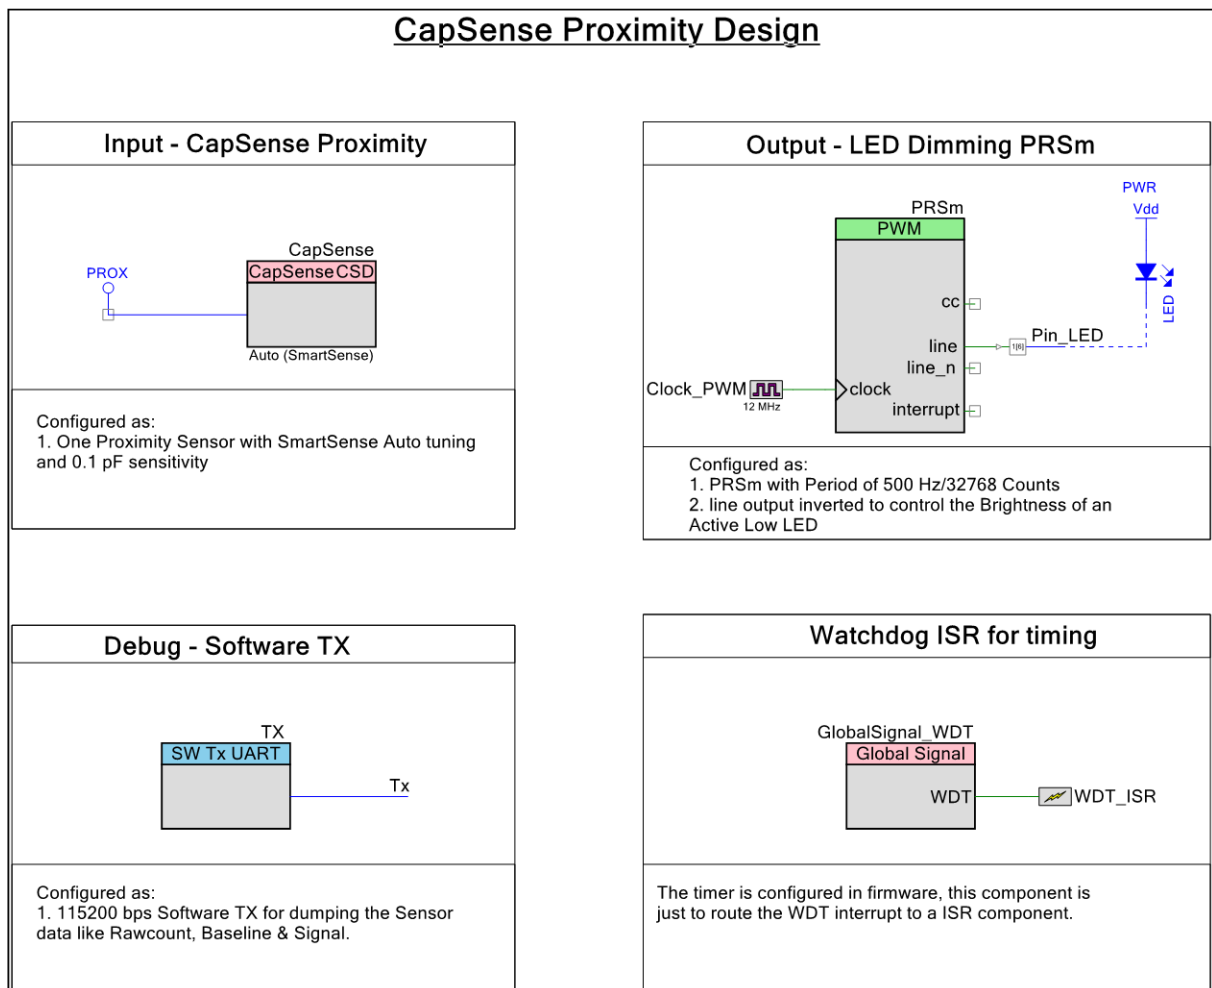 CapSense Proximity Design
Input - CapSense Proximity
CapSense
CapSense CSD
PROX
Auto (SmartSense)
Configured as:
1. One Proximity Sensor with SmartSense Auto tuning
and 0.1 pF sensitivity
Output - LED Dimming PRSm
PWR
Vdd
PRSm
PWM
LED
cc
line
1[6]
Pin_LED
line_n
Clock_PWM
12 MHz
clock
interrupt
Configured as:
1. PRSm with Period of 500 Hz/32768 Counts
2. line output inverted to control the Brightness of an
Active Low LED
Debug - Software TX
TX
SW Tx UART
Tx
Configured as:
1. 115200 bps Software TX for dumping the Sensor
data like Rawcount, Baseline & Signal.
Watchdog ISR for timing
GlobalSignal_WDT
Global Signal
WDT
WDT_ISR
The timer is configured in firmware, this component is
just to route the WDT interrupt to a ISR component.